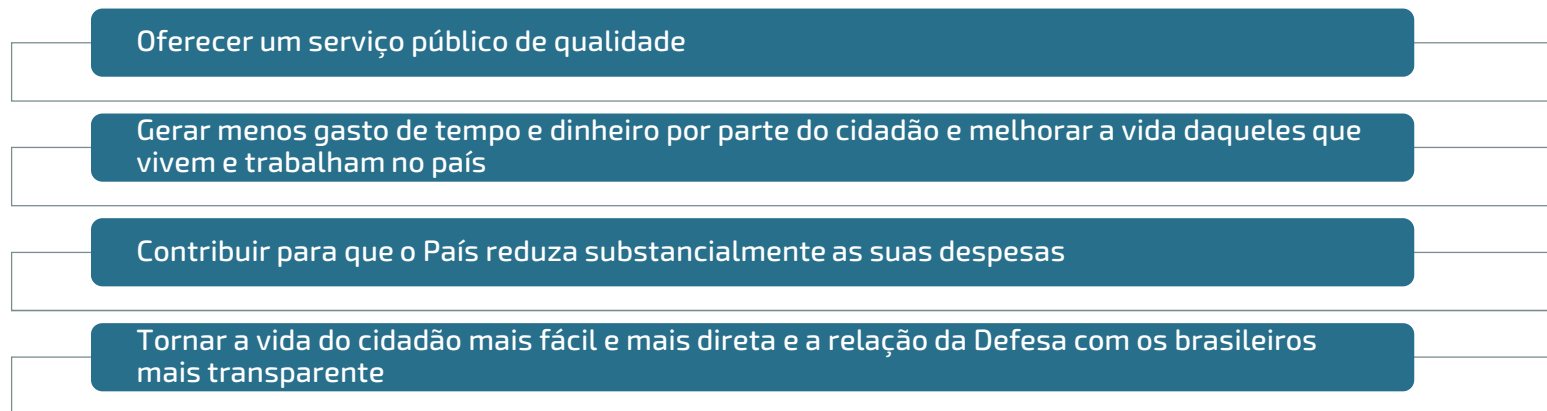 Oferecer um serviço público de qualidade
Gerar menos gasto de tempo e dinheiro por parte do cidadão e melhorar a vida daqueles que
vivem e trabalham no país
Contribuir para que o País reduza substancialmente as suas despesas
Tornar a vida do cidadão mais fácil e mais direta e a relação da Defesa com os brasileiros
mais transparente